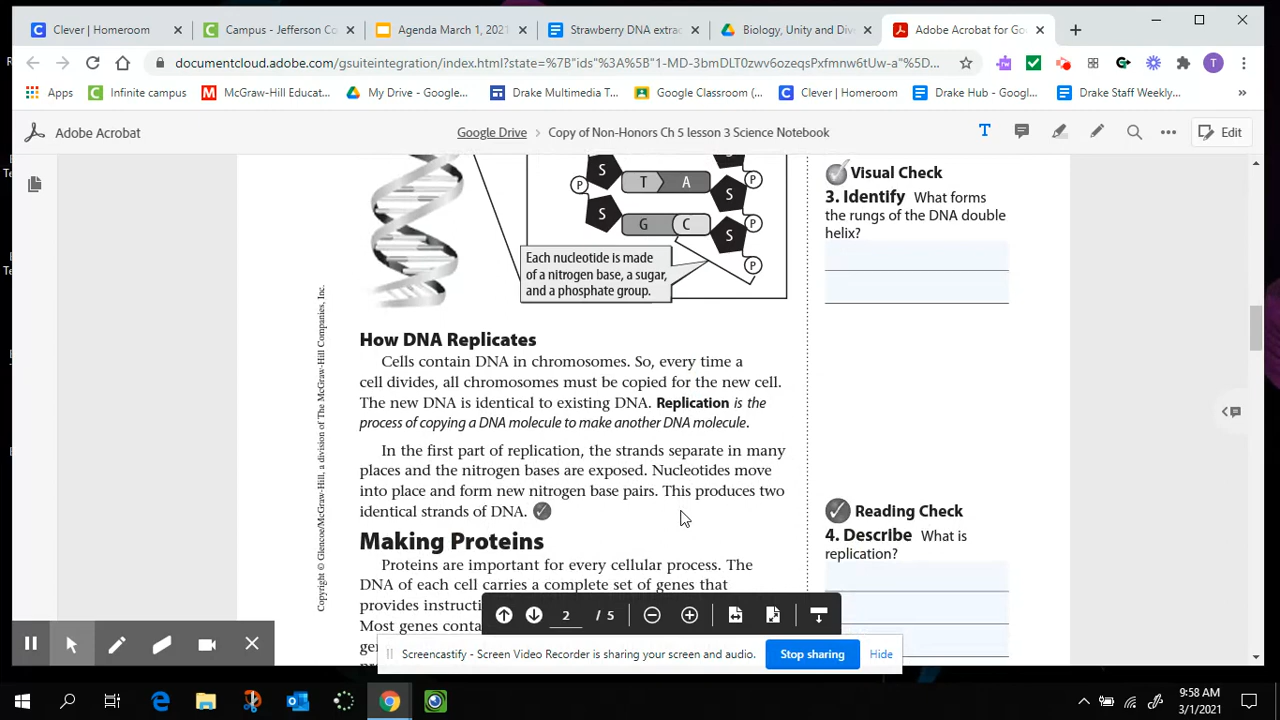 Clever | Homeroom
Campus - Jefferson Co
Agenda March 1, 2021
Strawberry DNA extrac
Biology, Unity and Dive
Adobe Acrobat for Go
documentcloud.adobe.com/gsuiteintegration/index.html?state=%7B"ids"%3A%5B"1-MD-3bmDLT0zwv6ozeqsPxfmnw6tUw-a"%5D...
T
Apps
Infinite campus
McGraw-Hill Educat...
My Drive - Google...
Drake Multimedia T...
Google Classroom (...
Clever | Homeroom
Drake Hub - Googl...
Drake Staff Weekly...
Adobe Acrobat
Google Drive > Copy of Non-Honors Ch 5 lesson 3 Science Notebook
T
Edit
S
P
T A
P
S
S
G C
P
S
P
Each nucleotide is made
of a nitrogen base, a sugar,
and a phosphate group.
Visual Check
3. Identify What forms
the rungs of the DNA double
helix?
Copyright © Glencoe/McGraw-Hill, a division of The McGraw-Hill Companies, Inc.
How DNA Replicates
Cells contain DNA in chromosomes. So, every time a
cell divides, all chromosomes must be copied for the new cell.
The new DNA is identical to existing DNA. Replication is the
process of copying a DNA molecule to make another DNA molecule.
In the first part of replication, the strands separate in many
places and the nitrogen bases are exposed. Nucleotides move
into place and form new nitrogen base pairs. This produces two
identical strands of DNA.
Reading Check
4. Describe What is
replication?
Making Proteins
Proteins are important for every cellular process. The
DNA of each cell carries a complete set of genes that
provides instructi
Most genes conta
2 / 5
Screencastify - Screen Video Recorder is sharing your screen and audio.
Stop sharing
Hide
9:58 AM
3/1/2021